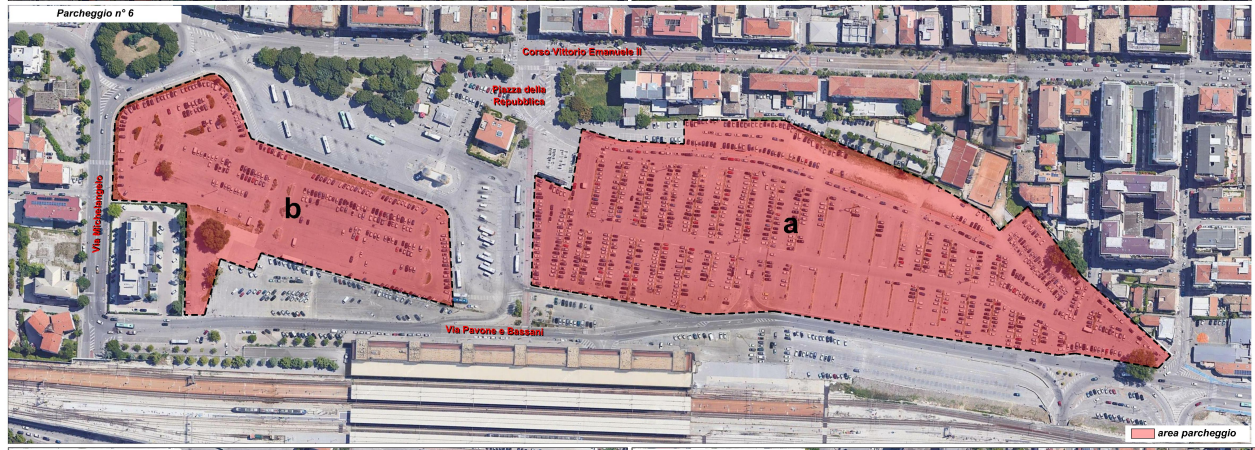 Parcheggio n° 6
Corso Vittorio Emanuele II
Piazza della
Repubblica
Via Michelangelo
b
a
Via Pavone e Bassani
area parcheggio